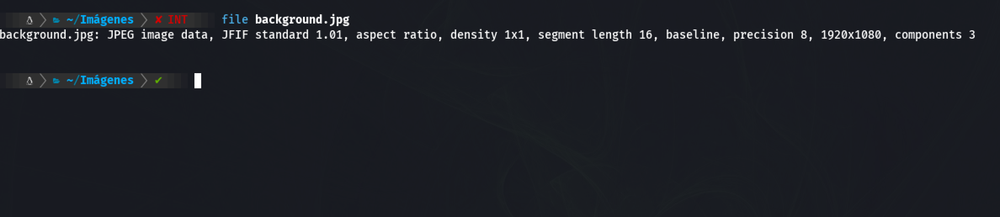 ~/Imágenes ✘ INT file background.jpg
background.jpg: JPEG image data, JFIF standard 1.01, aspect ratio, density 1x1, segment length 16, baseline, precision 8, 1920x1080, components 3
~/Imágenes ✔